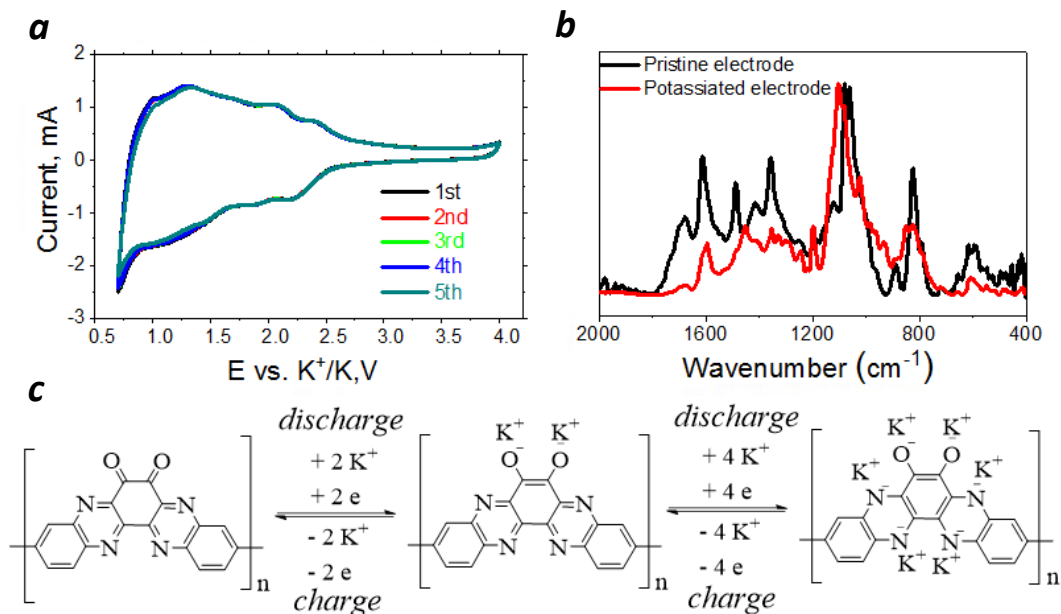 a
2
1
0
-1
-2
-3
Current, mA
1st
2nd
3rd
4th
5th
0.5 1.0 1.5 2.0 2.5 3.0 3.5 4.0
E vs. K⁺/K,V
b
Pristine electrode
Potassiated electrode
2000 1600 1200 800 400
Wavenumber (cm⁻¹)
c
O O
N N
N N
n
discharge
+ 2 K⁺
+ 2 e
- 2 K⁺
- 2 e
charge
K⁺ K⁺
O⁻ O⁻
N N
N N
n
discharge
+ 4 K⁺
+ 4 e
- 4 K⁺
- 4 e
charge
K⁺ K⁺
O⁻ O⁻
K⁺ K⁺
N⁻ N⁻
N⁻ N⁻
K⁺ K⁺
n